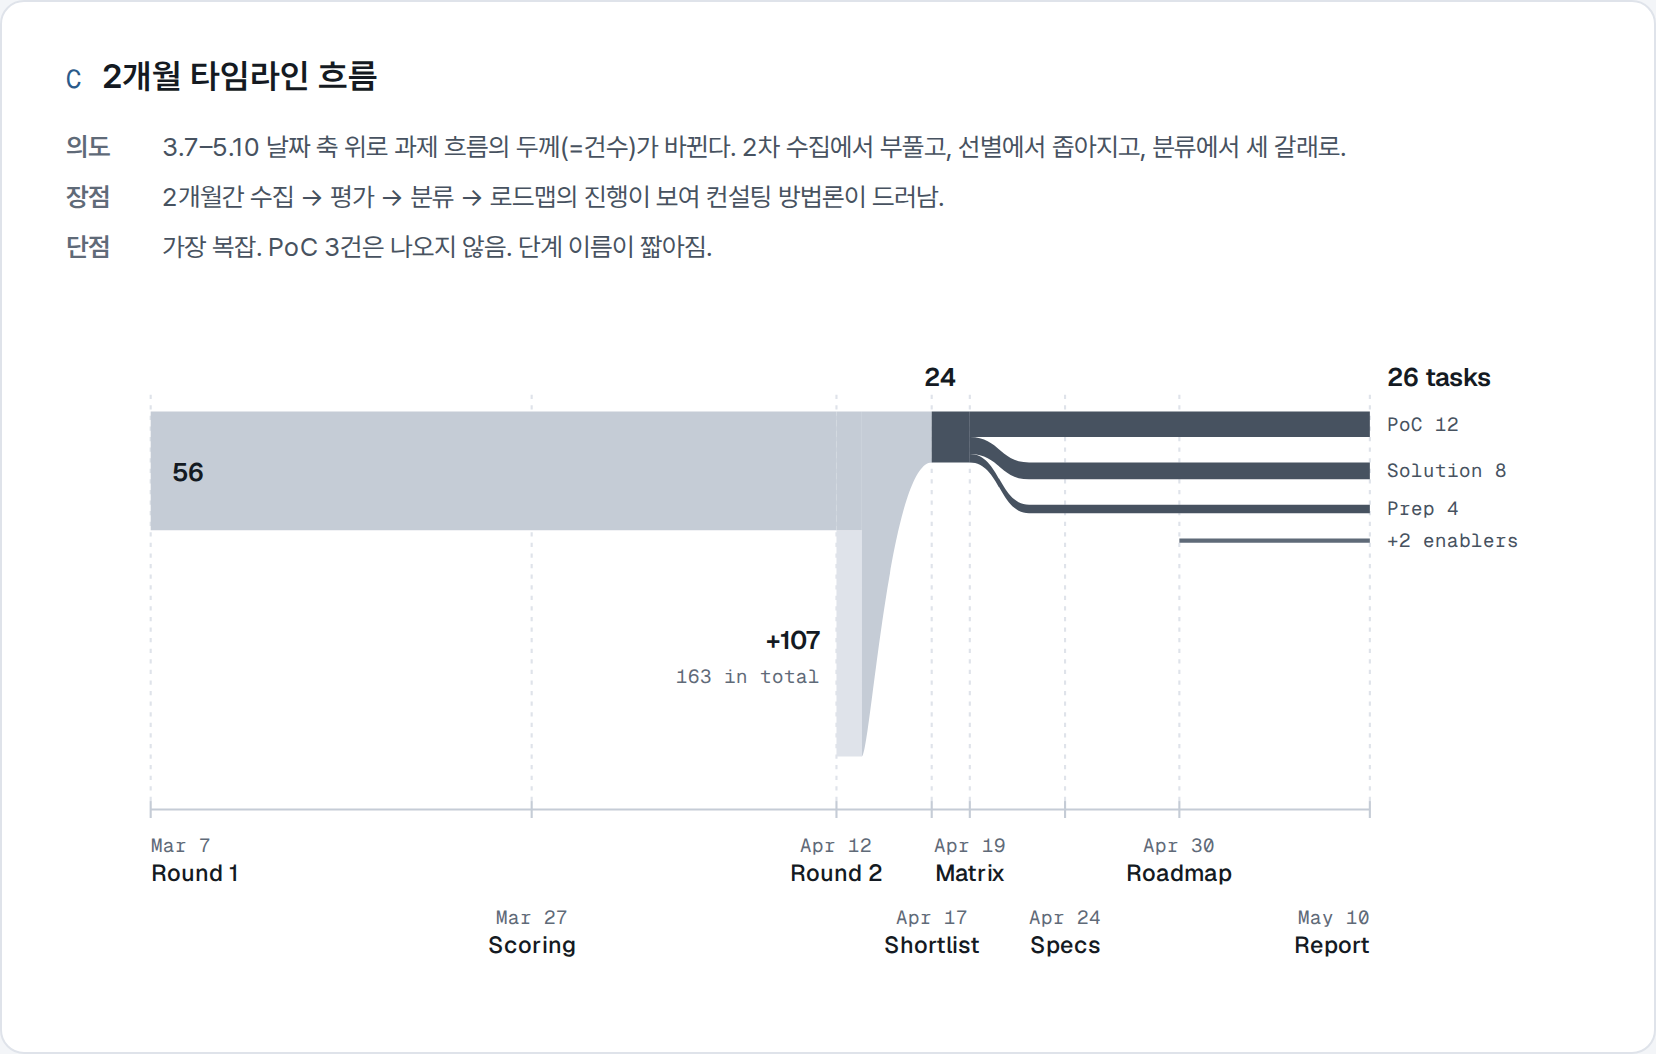 C 2개월 타임라인 흐름
의도 3.7–5.10 날짜 축 위로 과제 흐름의 두께(=건수)가 바뀐다. 2차 수집에서 부풀고, 선별에서 좁아지고, 분류에서 세 갈래로.
장점 2개월간 수집 → 평가 → 분류 → 로드맵의 진행이 보여 컨설팅 방법론이 드러남.
단점 가장 복잡. PoC 3건은 나오지 않음. 단계 이름이 짧아짐.
24
26 tasks
PoC 12
56
Solution 8
Prep 4
+2 enablers
+107
163 in total
Mar 7
Round 1
Apr 12
Round 2
Apr 19
Matrix
Apr 30
Roadmap
Mar 27
Scoring
Apr 17
Shortlist
Apr 24
Specs
May 10
Report